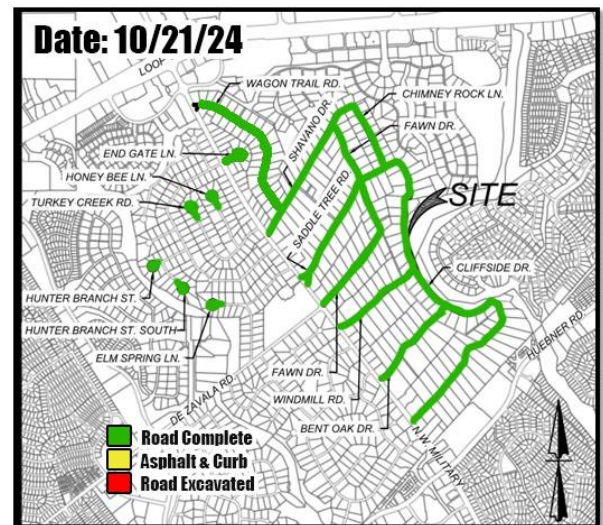 Date: 10/21/24
LOOP
WAGON TRAIL RD.
CHIMNEY ROCK LN.
SHAVANO DR.
FAWN DR.
END GATE LN.
HONEY BEE LN.
TURKEY CREEK RD.
SADDLE TREE RD.
SITE
CLIFFSIDE DR.
HUNTER BRANCH ST.
HUNTER BRANCH ST. SOUTH
ELM SPRING LN.
HUEBNER RD.
FAWN DR.
WINDMILL RD.
BENT OAK DR.
DE ZAVALA RD.
N.W. MILITARY
Road Complete
Asphalt & Curb
Road Excavated